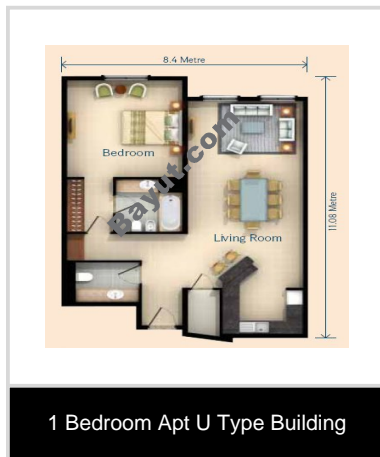 8.4 Metre
Bedroom
Bayut.com
11.08 Metre
Living Room
1 Bedroom Apt U Type Building